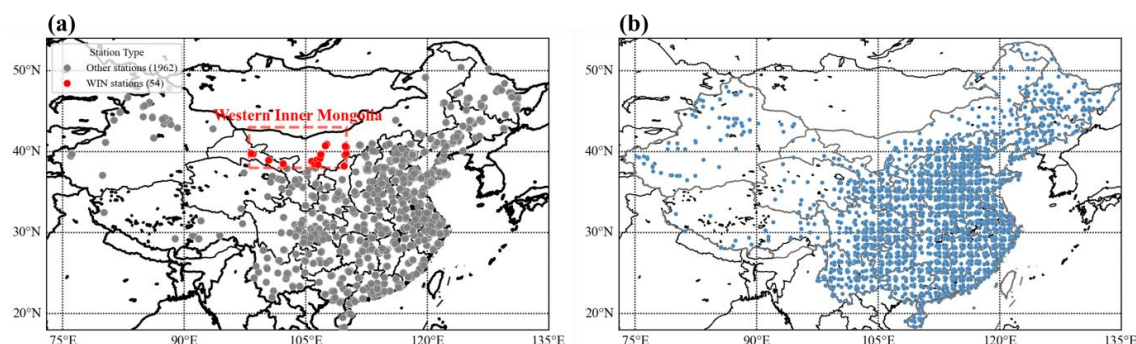 (a)
(b)
Station Type
Other stations (1962)
WIN stations (54)
Western Inner Mongolia
50°N
40°N
30°N
20°N
75°E
90°E
105°E
120°E
135°E
50°N
40°N
30°N
20°N
75°E
90°E
105°E
120°E
135°E